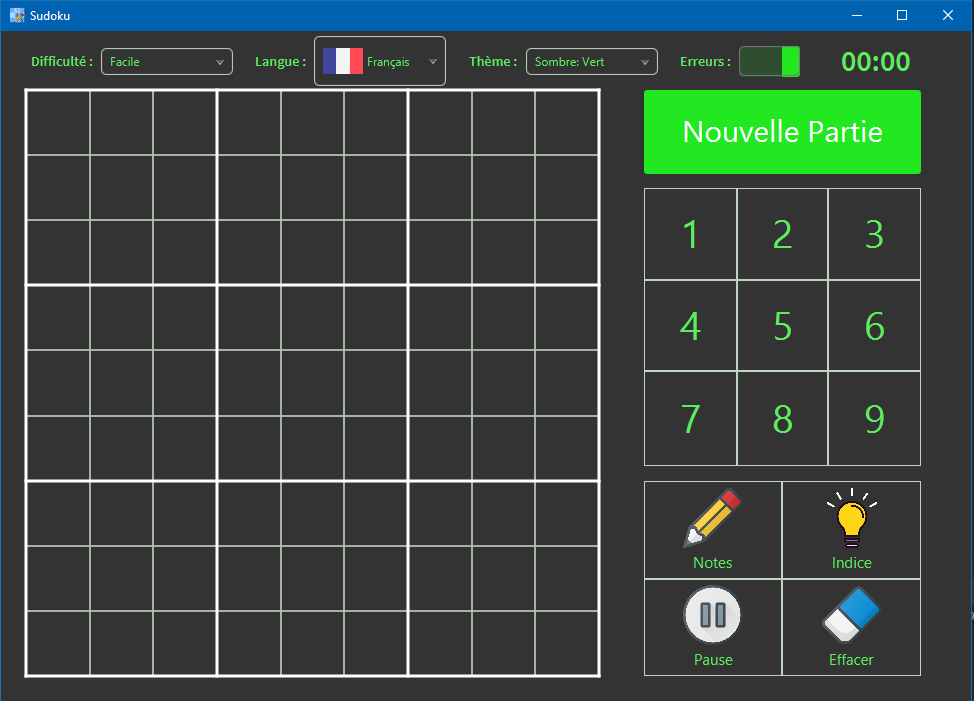 Sudoku
Difficulté : Facile Langue : Français Thème : Sombre: Vert Erreurs : 00:00
Nouvelle Partie
1 2 3
4 5 6
7 8 9
Notes Indice
Pause Effacer